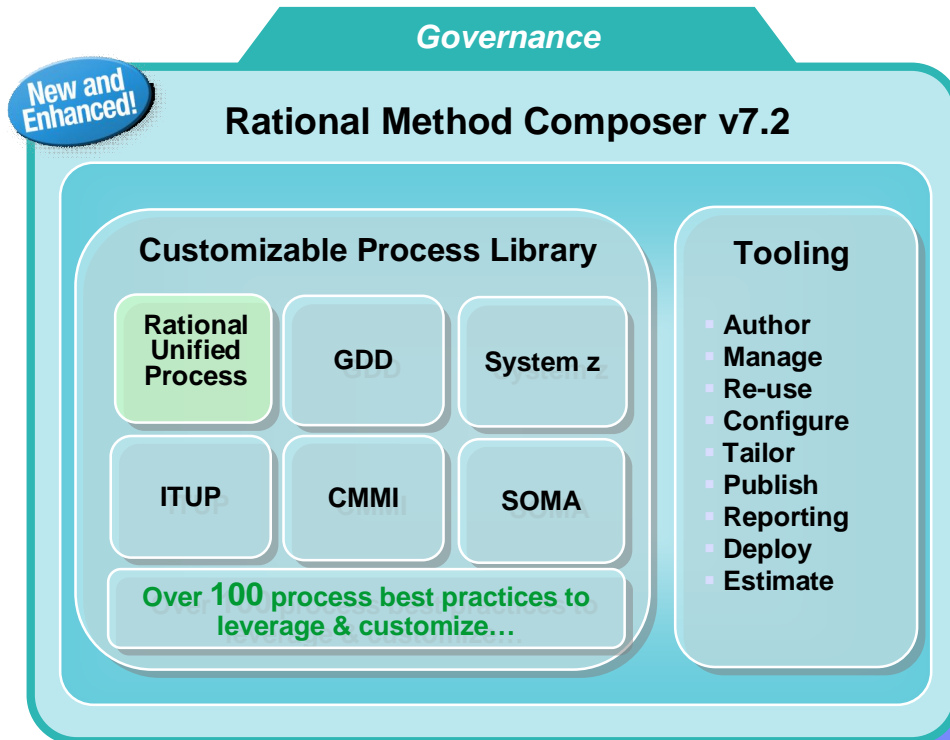 Governance
New and
Enhanced!
Rational Method Composer v7.2
Customizable Process Library
Rational
Unified
Process
GDD
System z
ITUP
CMMI
SOMA
Over 100 process best practices to
leverage & customize…
Tooling
Author
Manage
Re-use
Configure
Tailor
Publish
Reporting
Deploy
Estimate